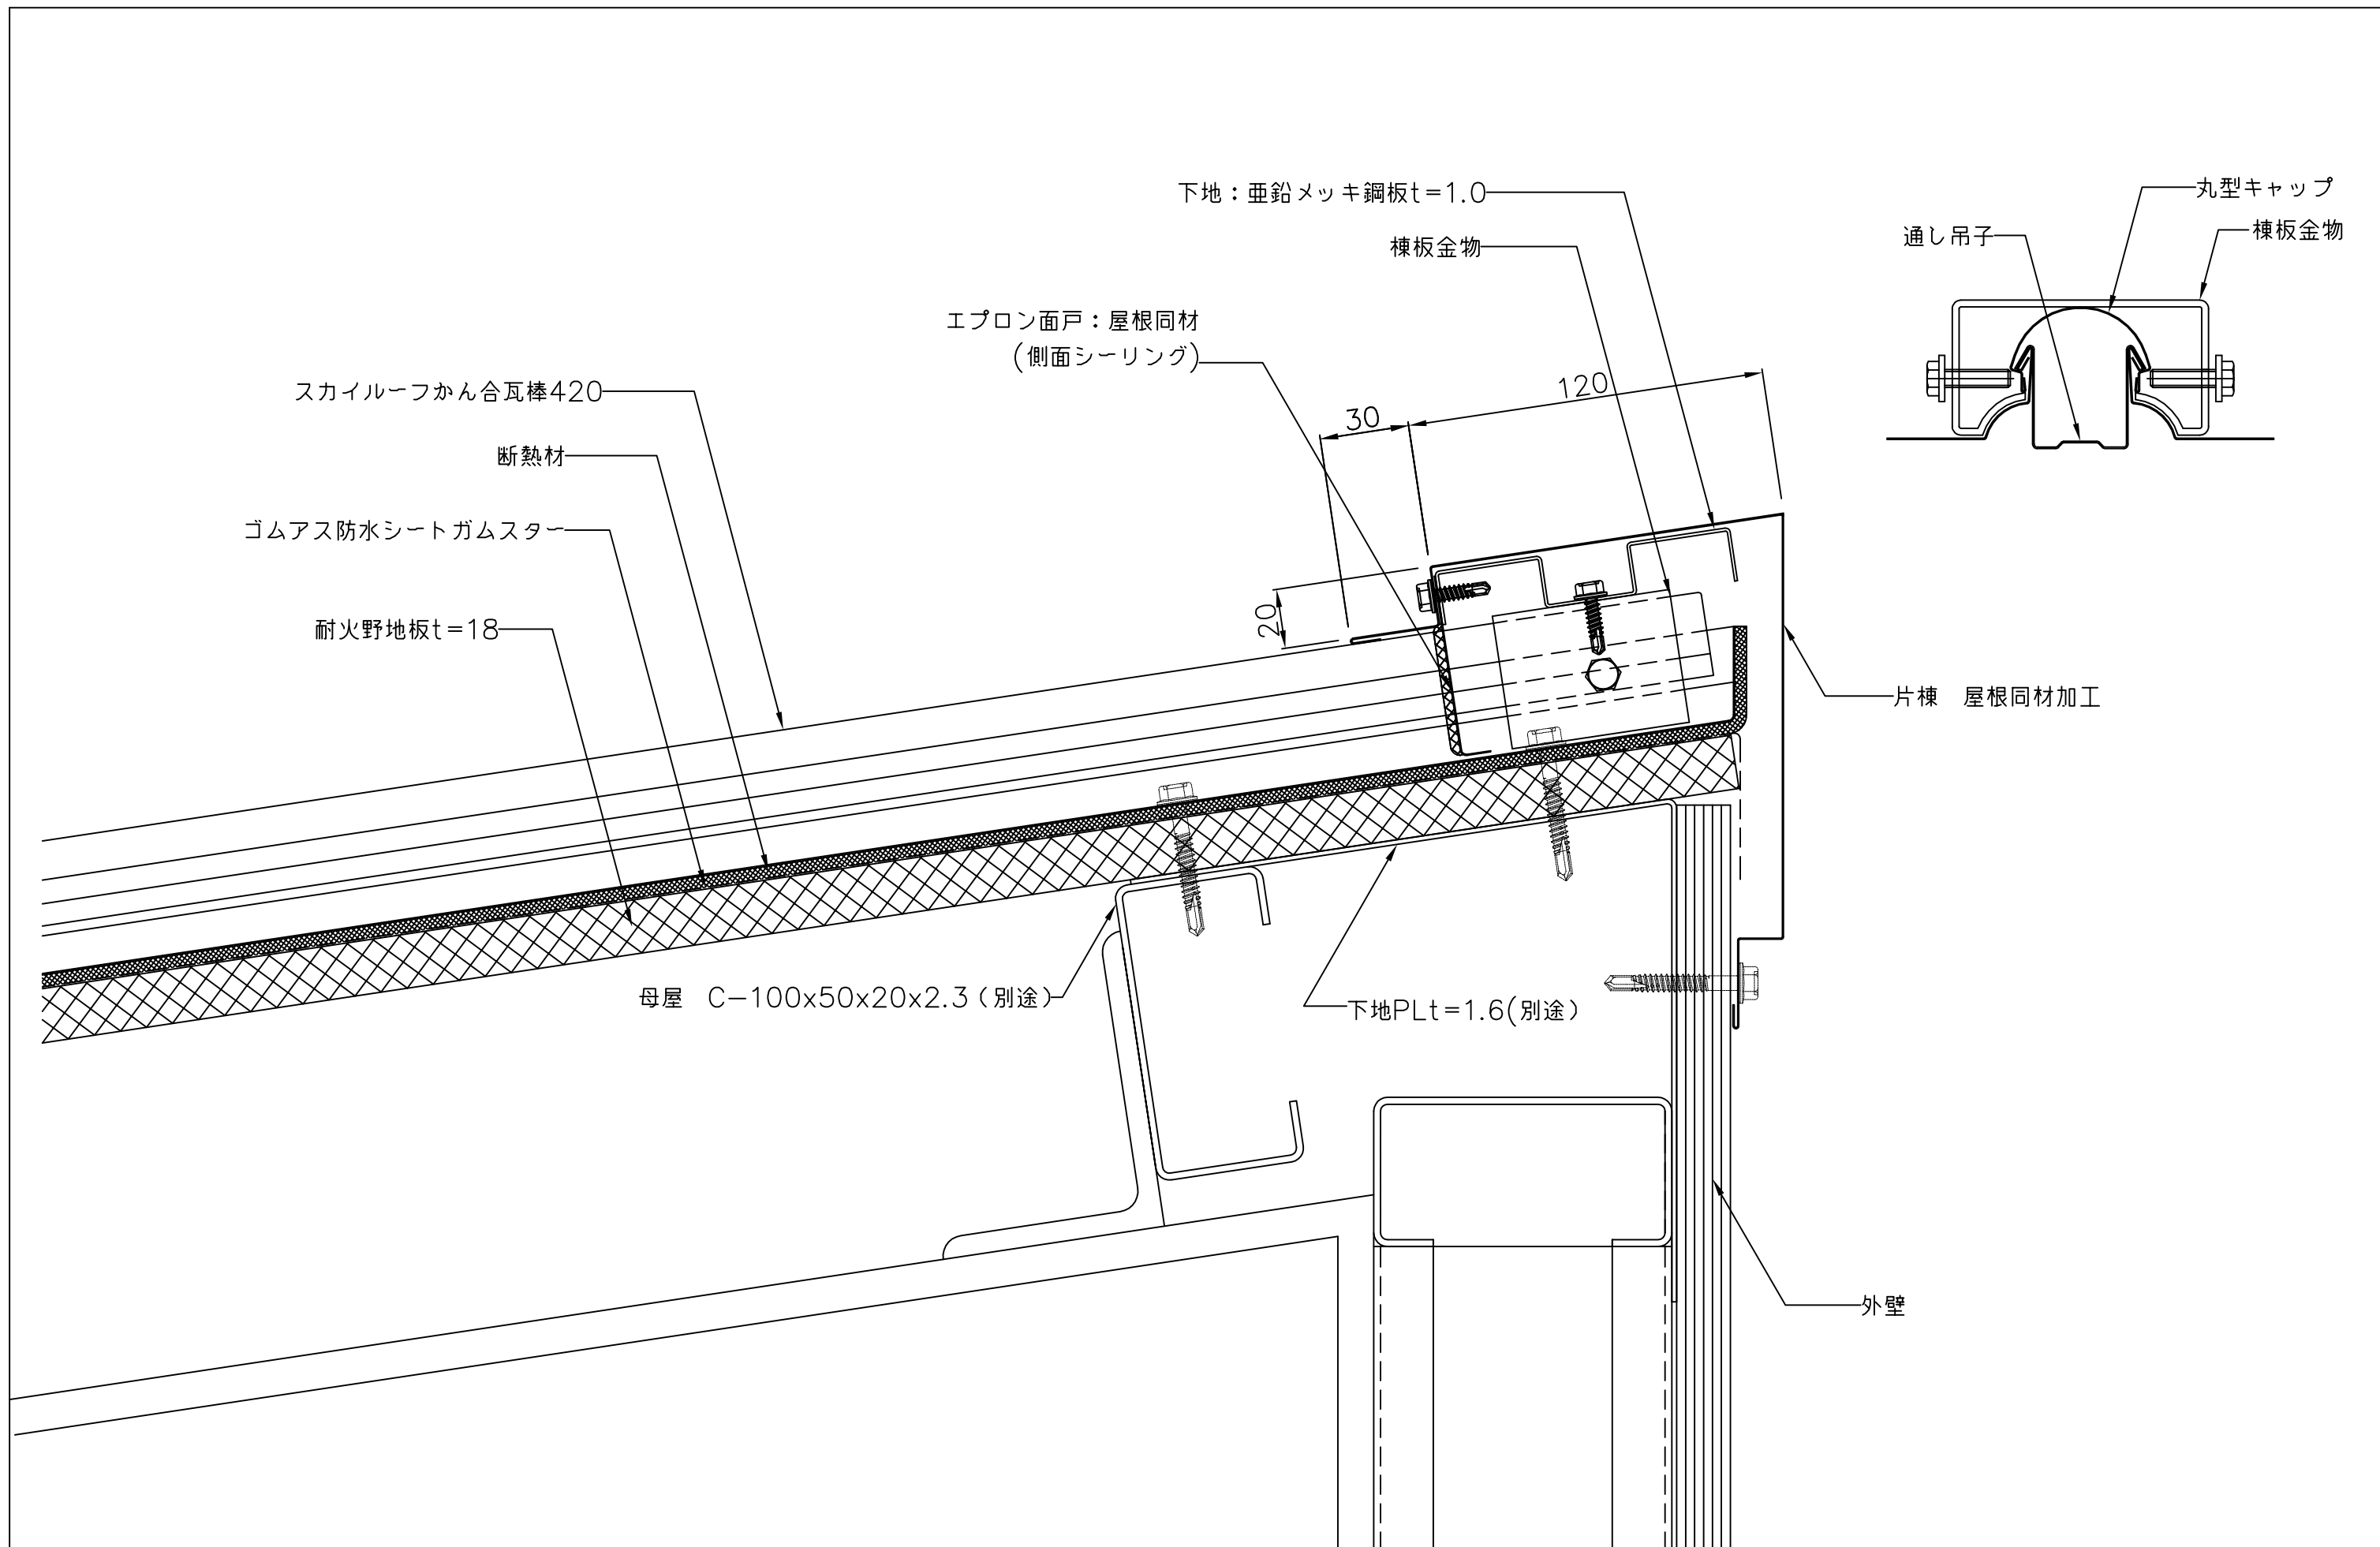 下地：亜鉛メッキ鋼板t=1.0
棟板金物
エプロン面戸：屋根同材
(側面シーリング)
スカイルーフかん合瓦棒420
断熱材
ゴムアス防水シートガムスター
耐火野地板t=18
30
120
20
丸型キャップ
棟板金物
通し吊子
片棟　屋根同材加工
母屋　C-100x50x20x2.3（別途）
下地PLt=1.6(別途）
外壁